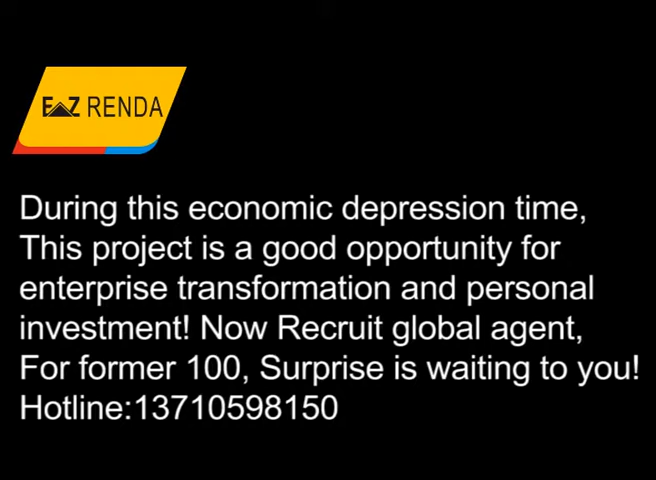 E Z RENDA
During this economic depression time,
This project is a good opportunity for
enterprise transformation and personal
investment! Now Recruit global agent,
For former 100, Surprise is waiting to you!
Hotline:13710598150